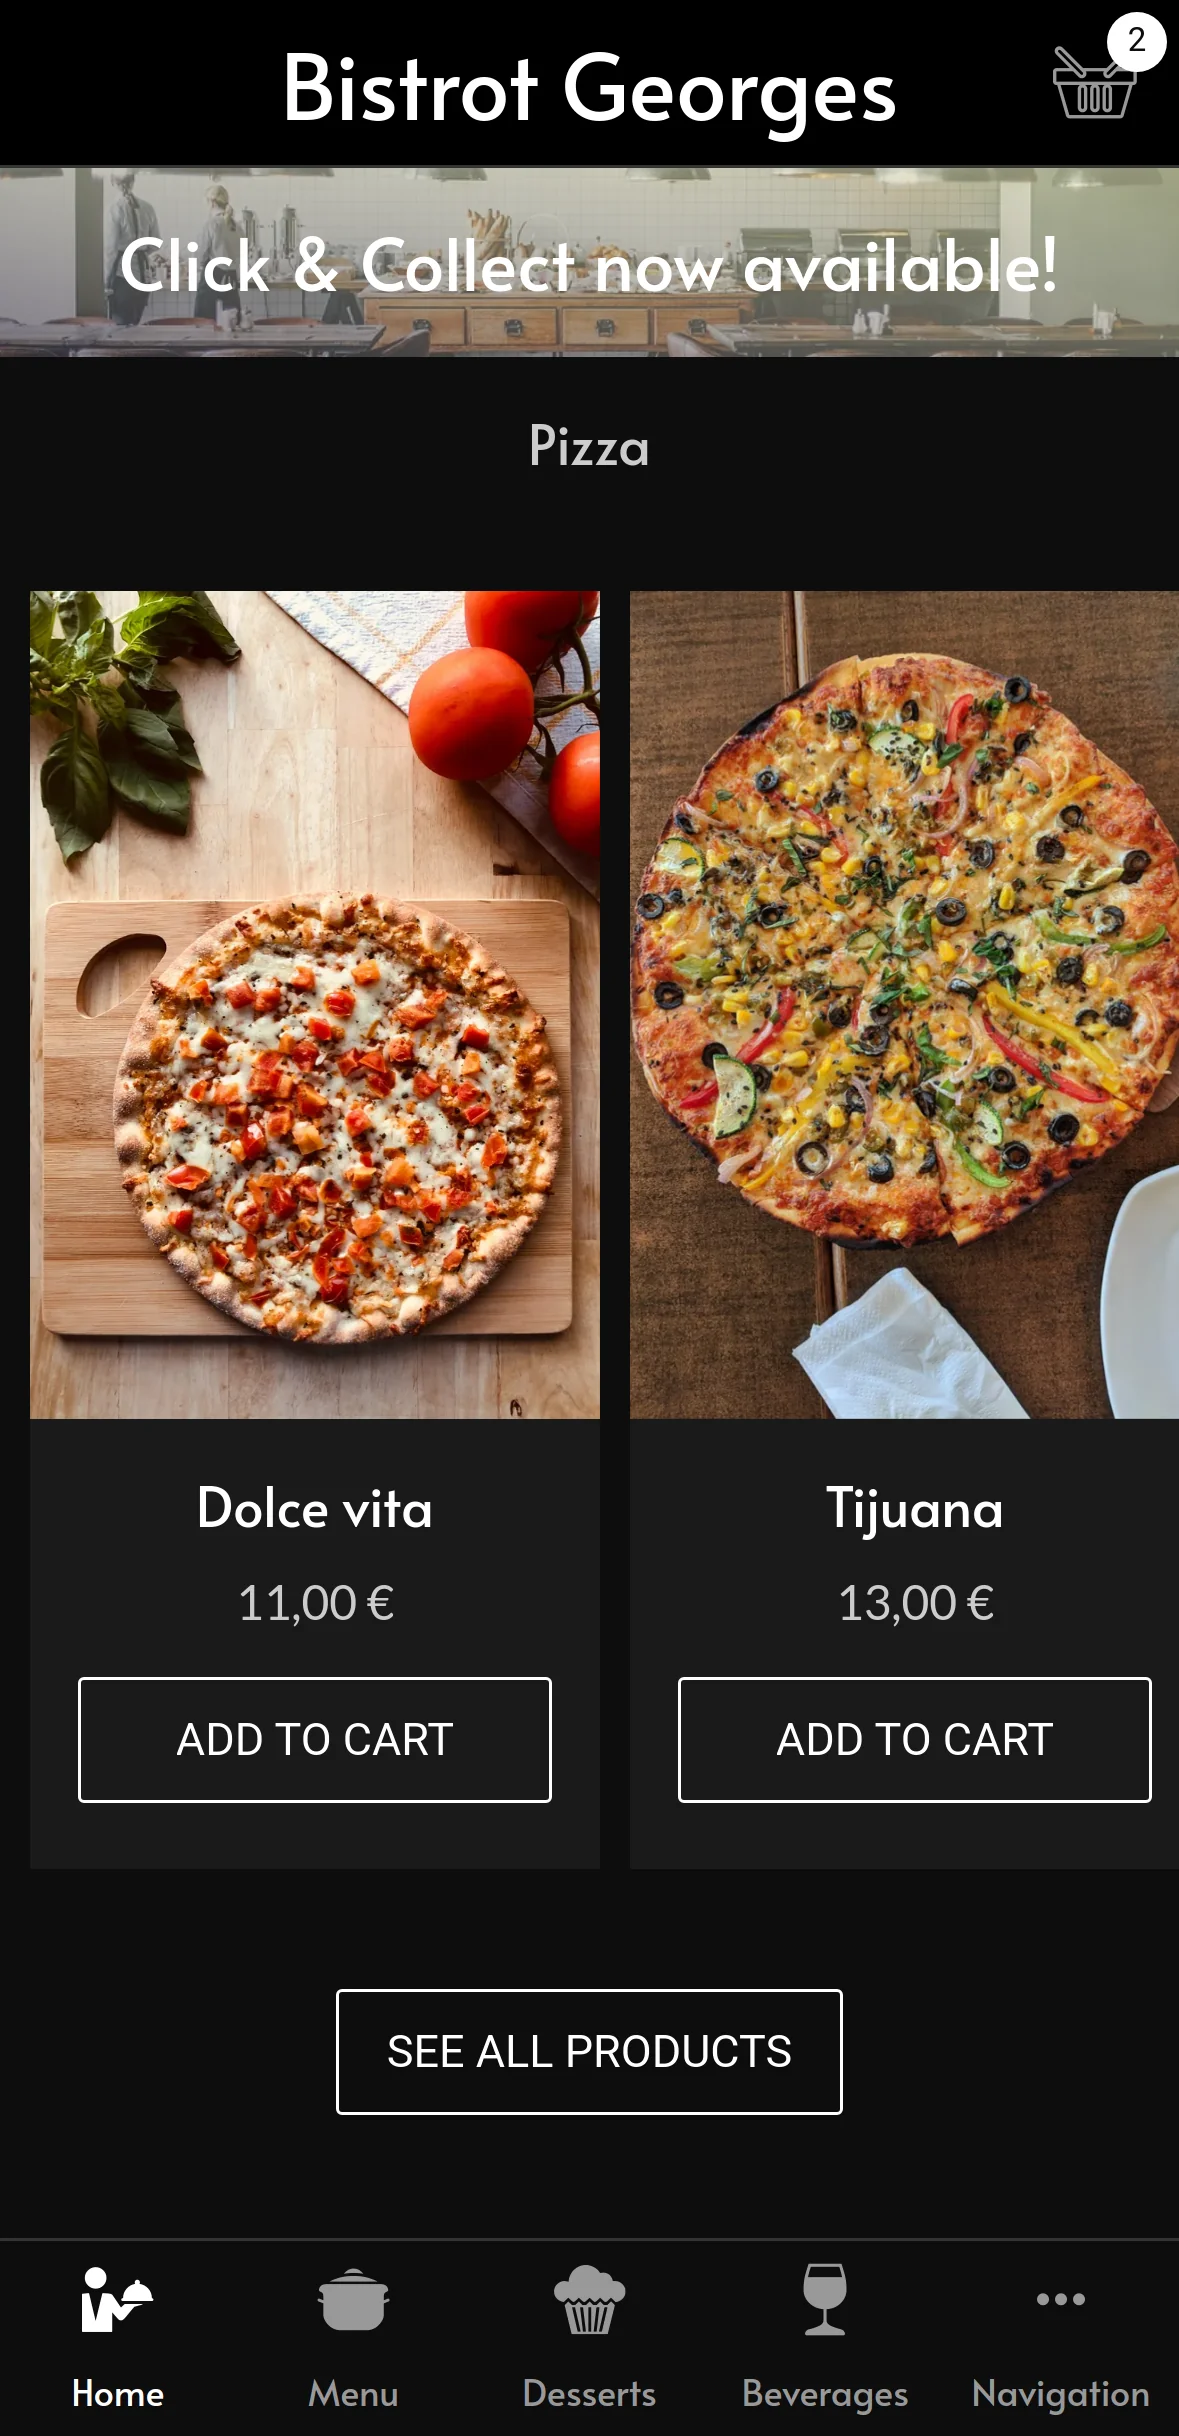 Bistrot Georges
2
Click & Collect now available!
Pizza
Dolce vita
11,00 €
ADD TO CART
Tijuana
13,00 €
ADD TO CART
SEE ALL PRODUCTS
Home
Menu
Desserts
Beverages
Navigation